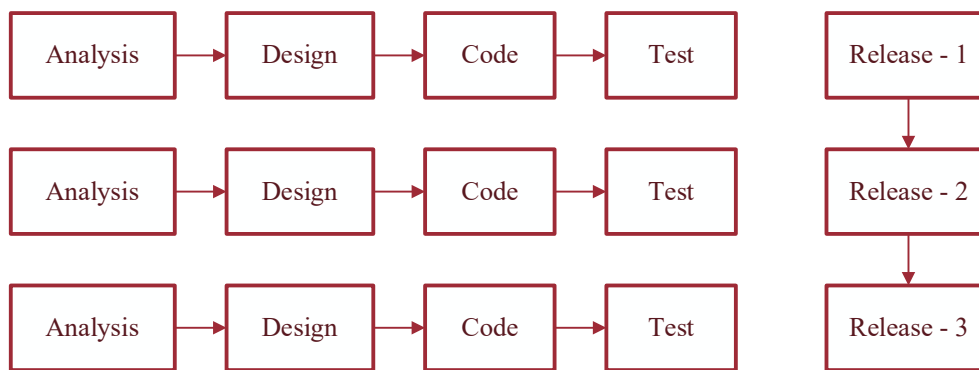 Analysis Design Code Test Release - 1
Analysis Design Code Test Release - 2
Analysis Design Code Test Release - 3